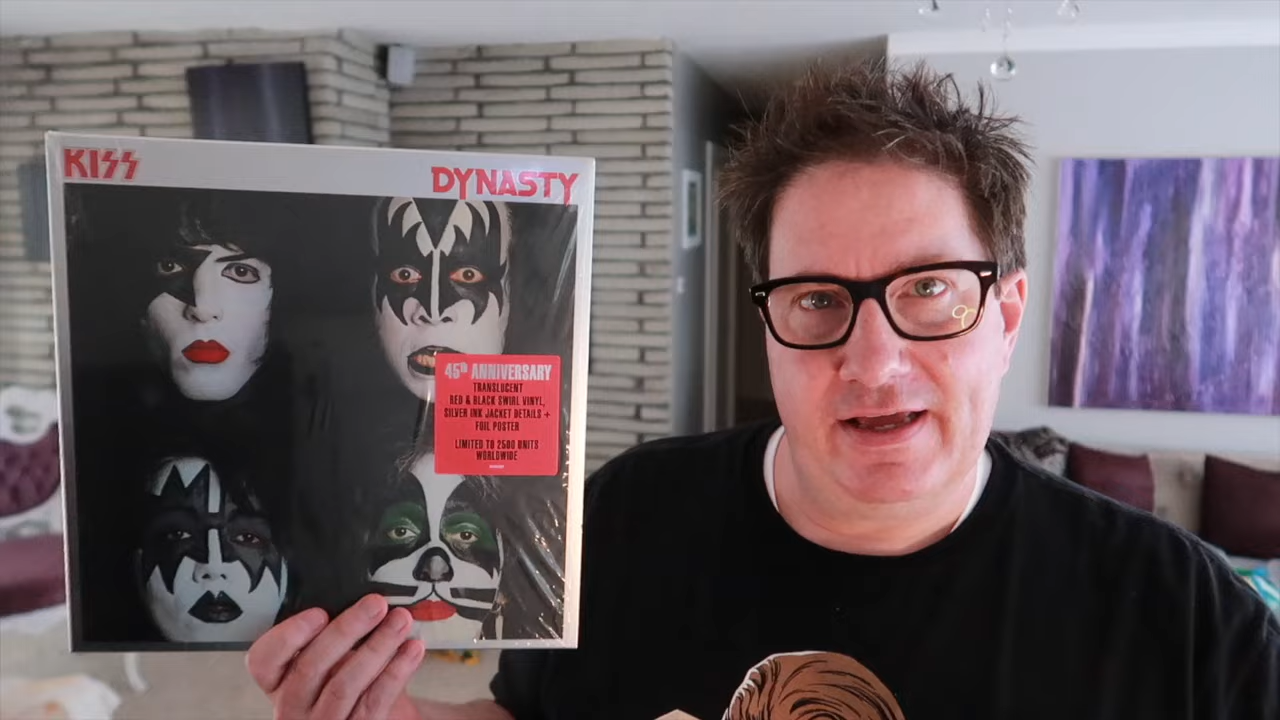 KISS
DYNASTY
45th ANNIVERSARY
TRANSLUCENT
RED & BLACK SWIRL VINYL,
SILVER INK JACKET DETAILS +
FOIL POSTER
LIMITED TO 2500 UNITS
WORLDWIDE